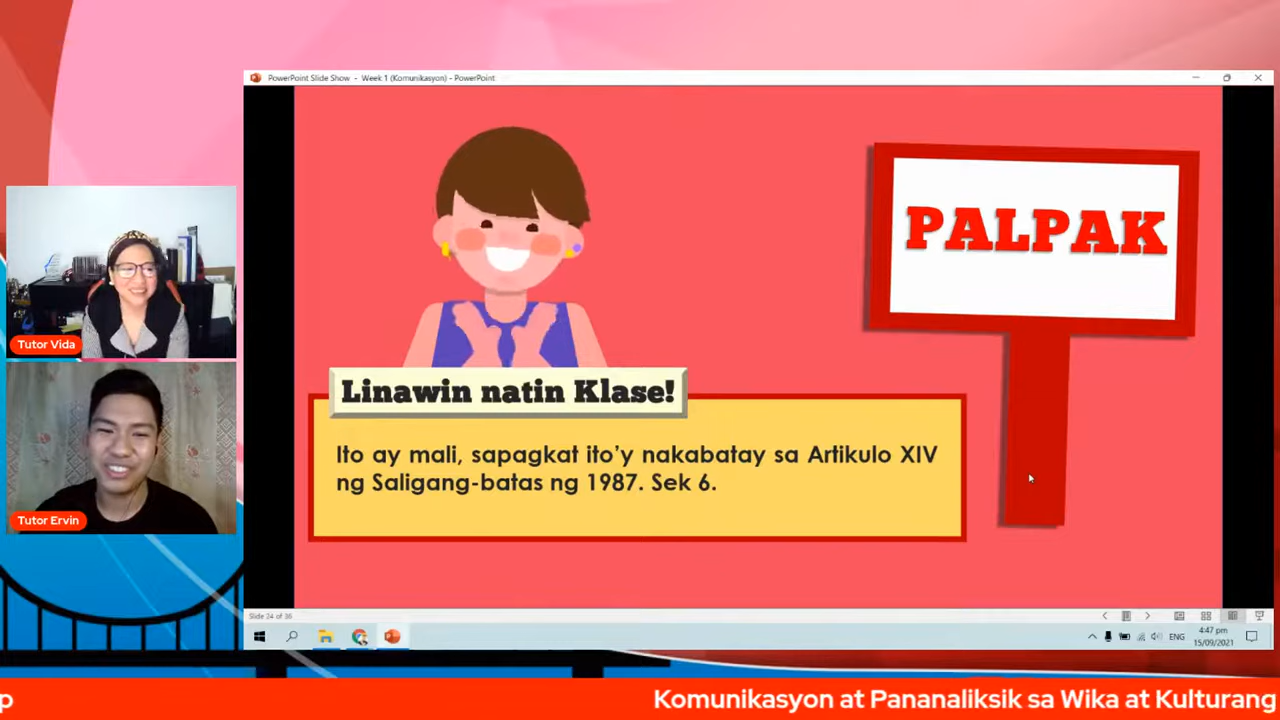 PowerPoint Slide Show - Week 1 (Komunikasyon) - PowerPoint
PALPAK
Linawin natin Klase!
Ito ay mali, sapagkat ito'y nakabatay sa Artikulo XIV
ng Saligang-batas ng 1987. Sek 6.
Tutor Vida
Tutor Ervin
Slide 24 of 36
ENG
4:47 pm
15/09/2021
p
Komunikasyon at Pananaliksik sa Wika at Kulturang